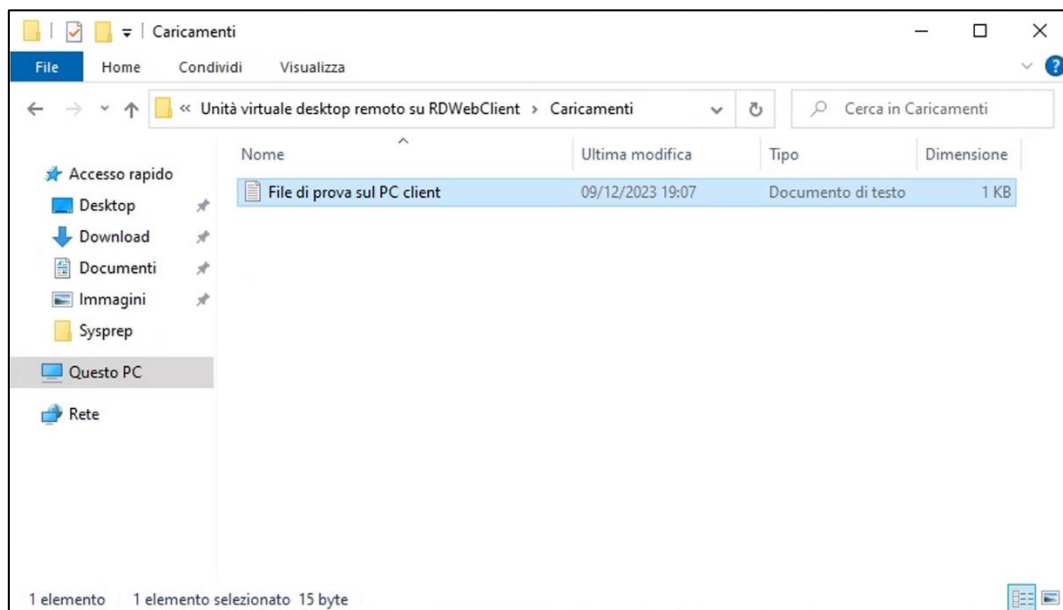 Caricamenti
File Home Condividi Visualizza
« Unità virtuale desktop remoto su RDWebClient > Caricamenti Cerca in Caricamenti
Nome Ultima modifica Tipo Dimensione
Accesso rapido
File di prova sul PC client 09/12/2023 19:07 Documento di testo 1 KB
Desktop
Download
Documenti
Immagini
Sysprep
Questo PC
Rete
1 elemento 1 elemento selezionato 15 byte